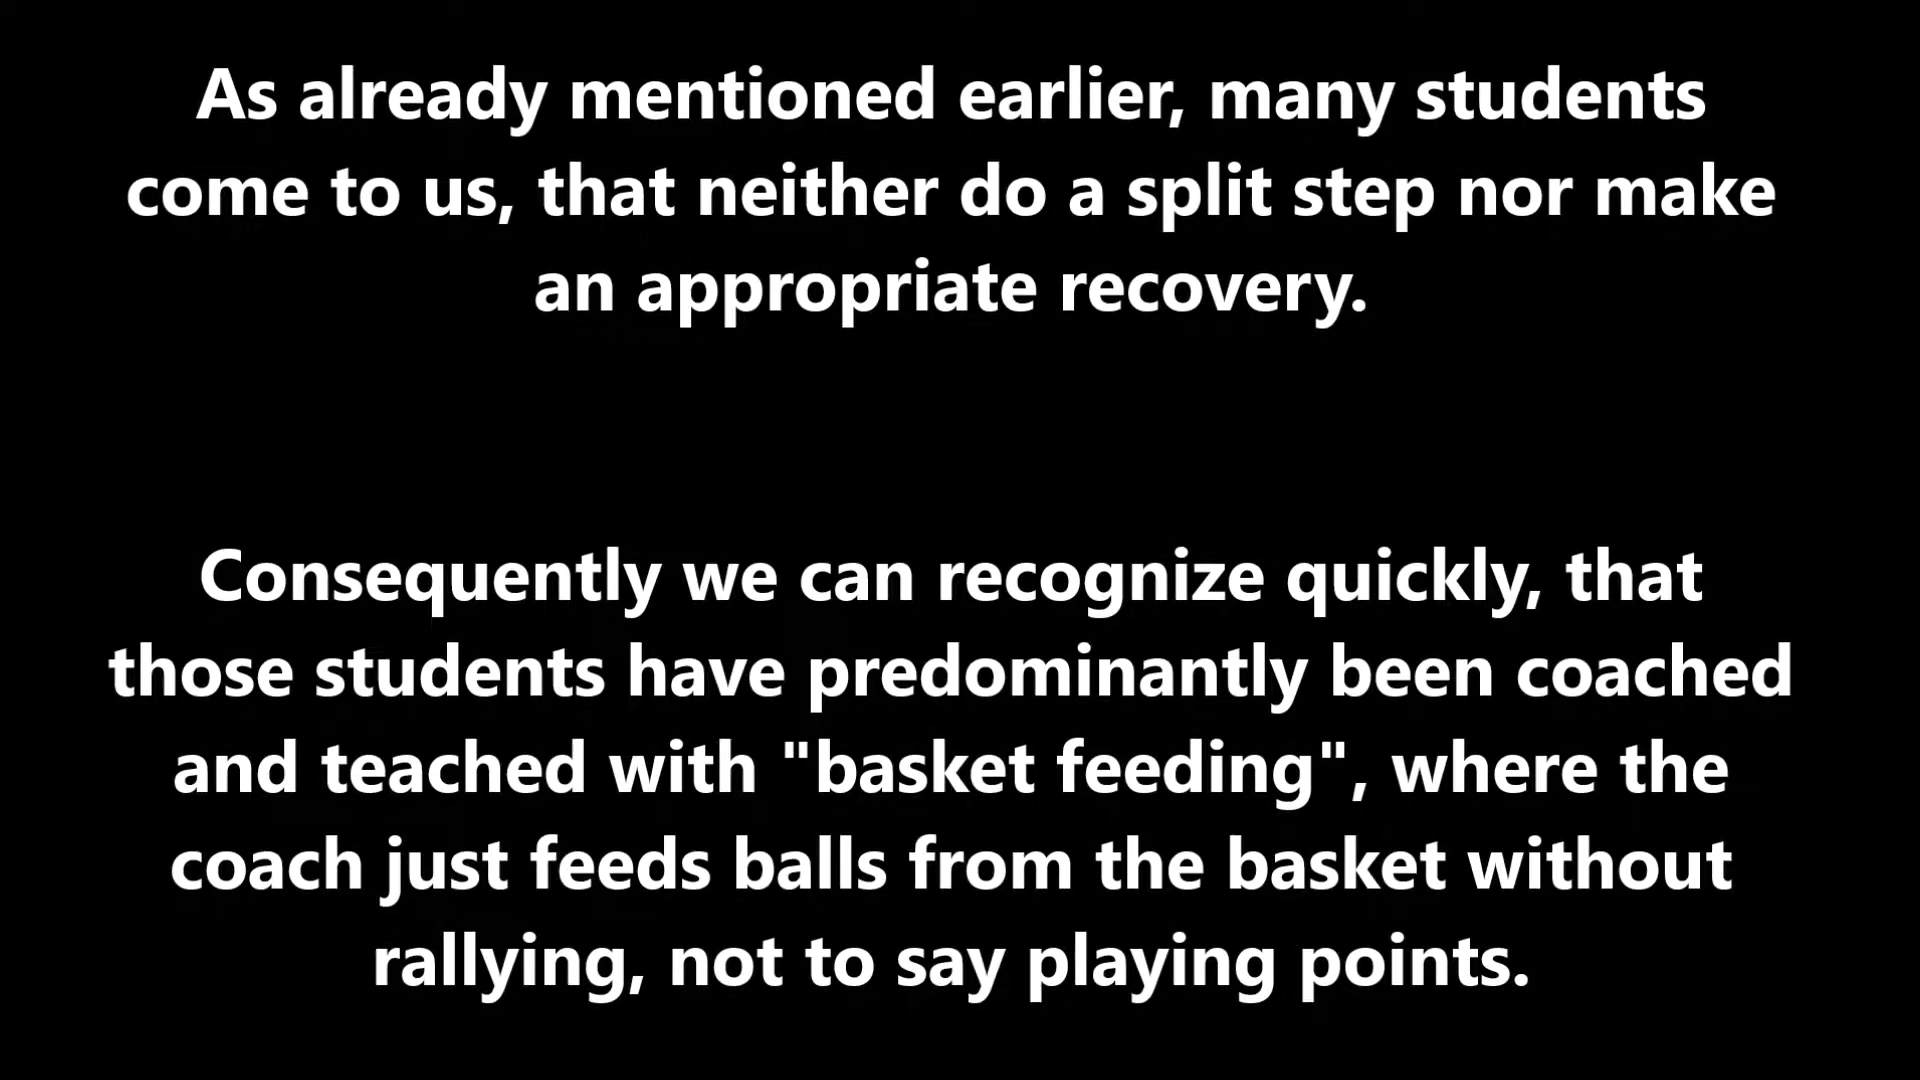 As already mentioned earlier, many students
come to us, that neither do a split step nor make
an appropriate recovery.
Consequently we can recognize quickly, that
those students have predominantly been coached
and teached with "basket feeding", where the
coach just feeds balls from the basket without
rallying, not to say playing points.